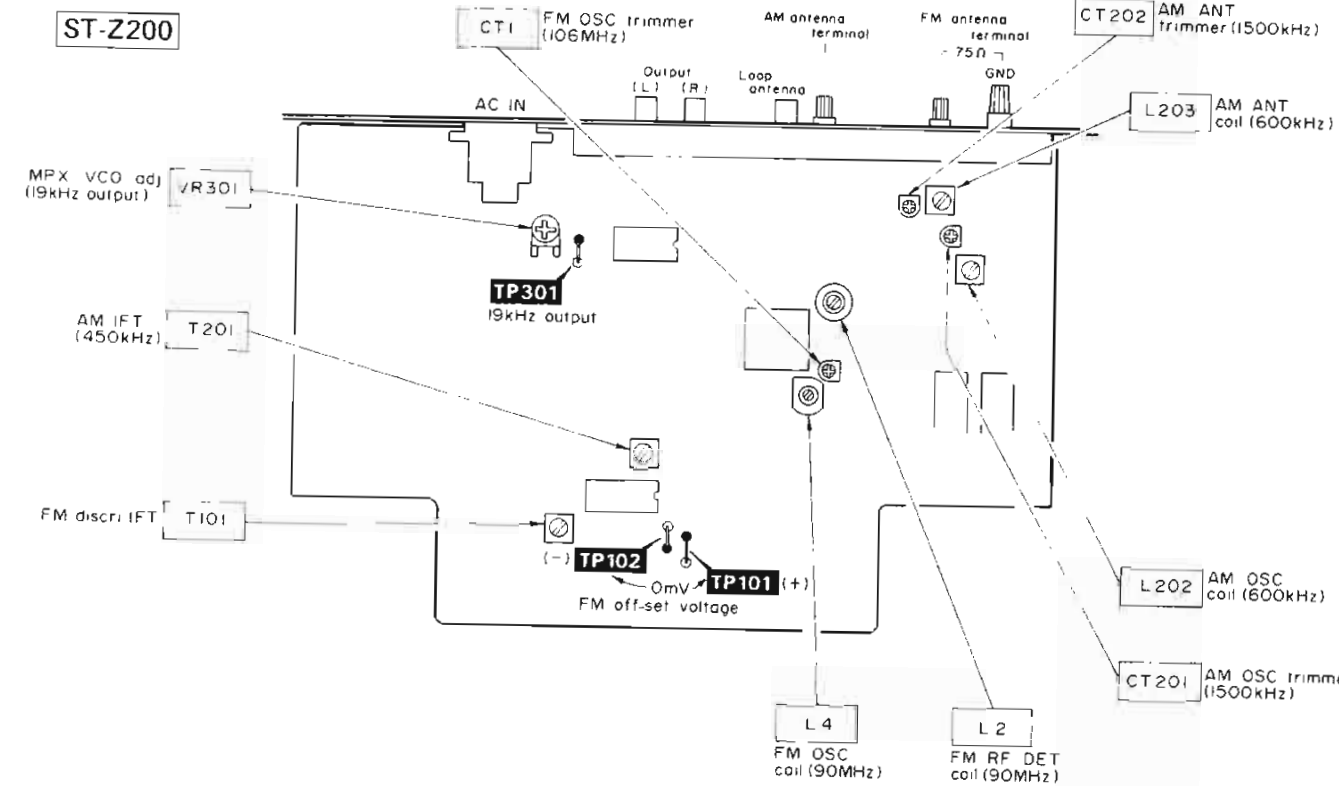 ST-Z200
CT1
FM OSC trimmer
(106MHz)
AM antenna
terminal
FM antenna
terminal
75Ω
GND
CT202
AM ANT
trimmer (1500kHz)
Output
(L) (R)
Loop
antenna
AC IN
L203
AM ANT
coil (600kHz)
MPX VCO adj
(19kHz output)
VR301
TP301
19kHz output
AM IFT
(450kHz)
T201
FM discri IFT
T101
(-) TP102
0mV
TP101 (+)
FM off-set voltage
L202
AM OSC
coil (600kHz)
CT201
AM OSC trimme
(1500kHz)
L4
FM OSC
coil (90MHz)
L2
FM RF DET
coil (90MHz)